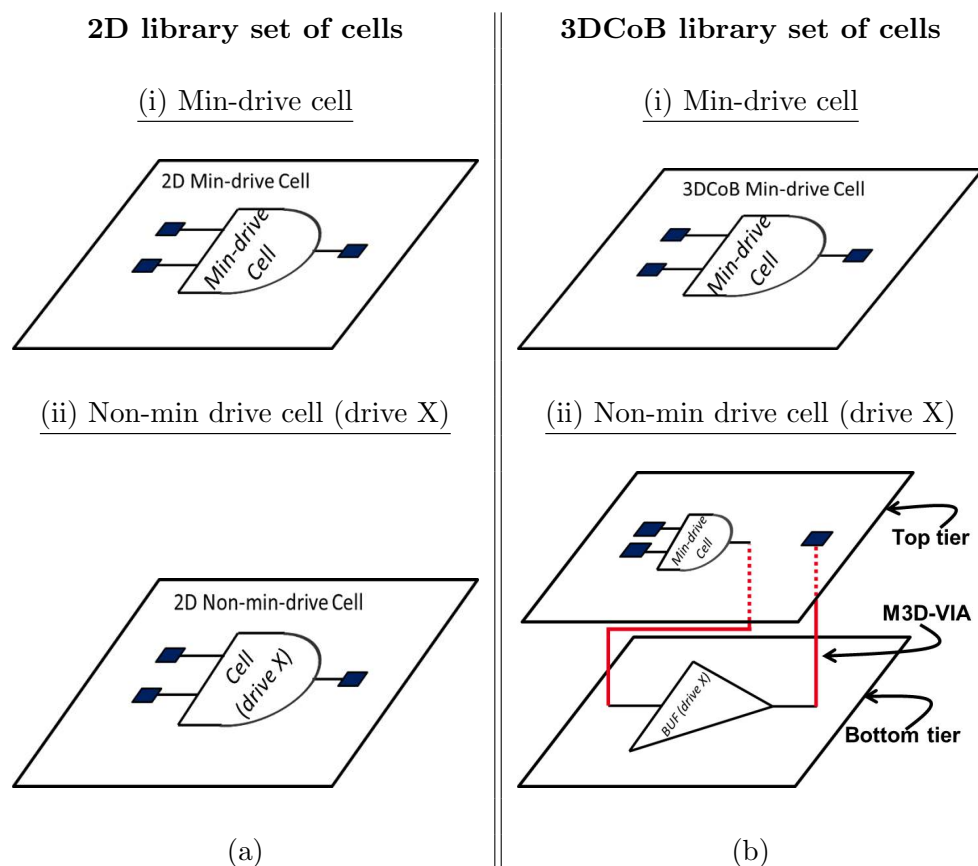 2D library set of cells
(i) Min-drive cell
2D Min-drive Cell
Min-drive
Cell
(ii) Non-min drive cell (drive X)
2D Non-min-drive Cell
Cell
(drive X)
(a)
3DCoB library set of cells
(i) Min-drive cell
3DCoB Min-drive Cell
Min-drive
Cell
(ii) Non-min drive cell (drive X)
Min-drive
Cell
Top tier
M3D-VIA
BUF (drive X)
Bottom tier
(b)